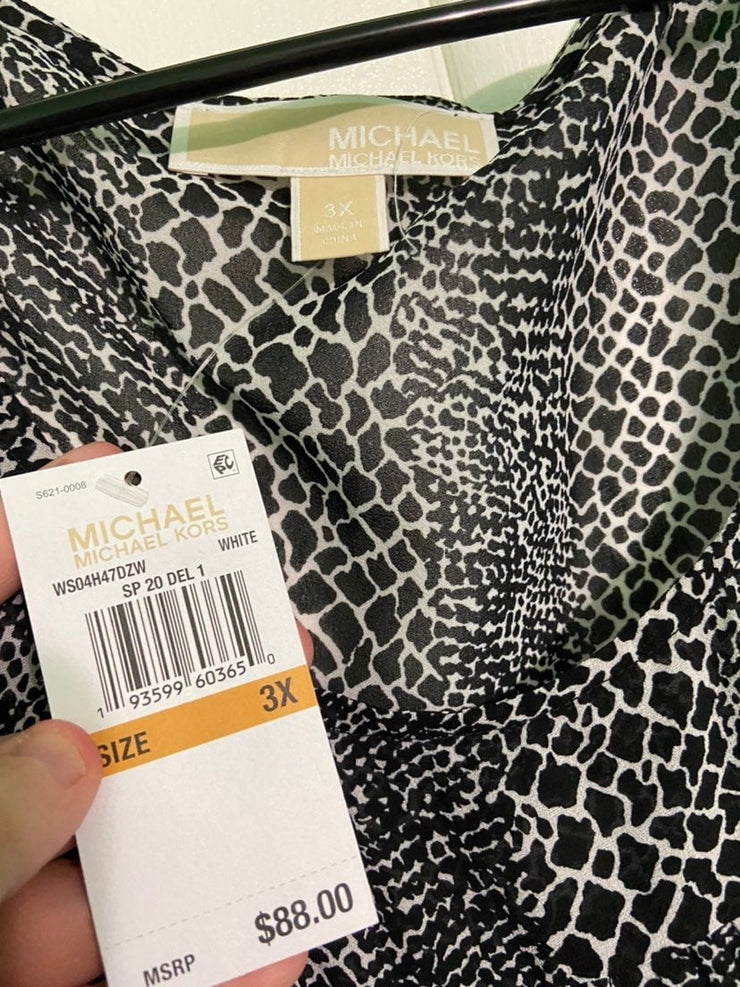 MICHAEL
MICHAEL KORS
3X
MADE IN
CHINA
S621-0008
MICHAEL
MICHAEL KORS
WS04H47DZW WHITE
SP 20 DEL 1
1 93599 60365 0
SIZE 3X
$88.00
MSRP